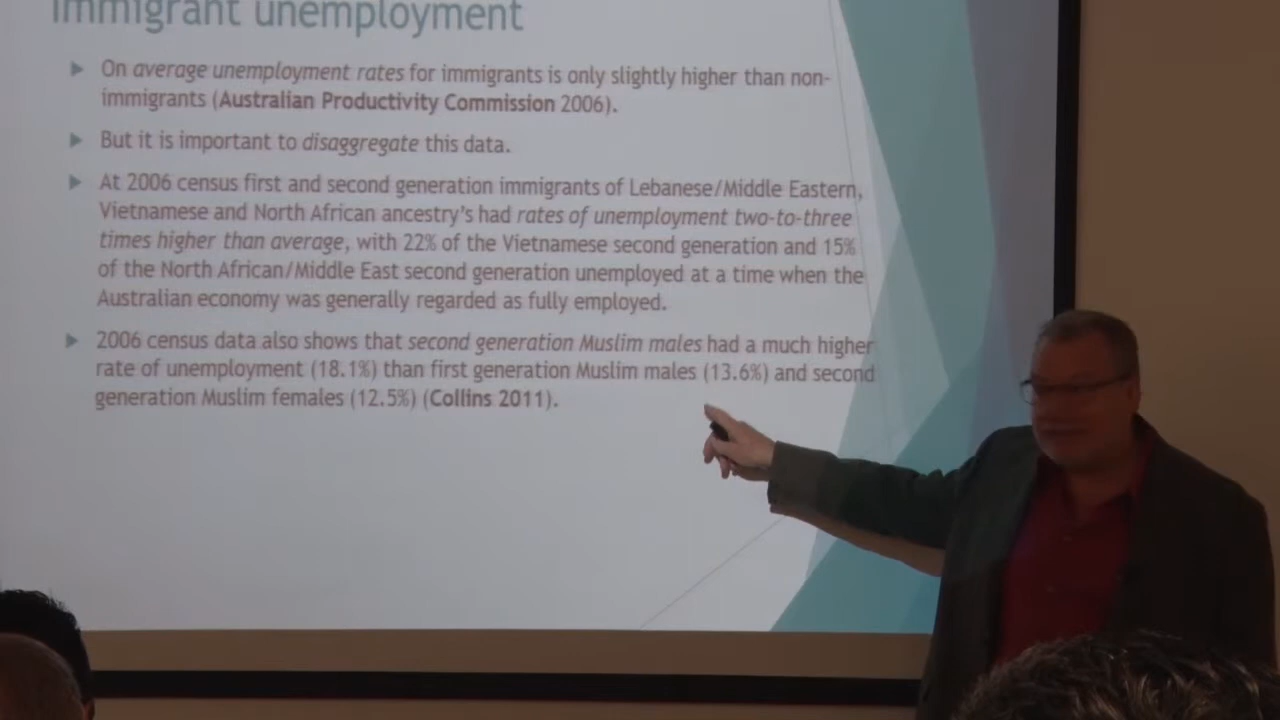 Immigrant unemployment
On average unemployment rates for immigrants is only slightly higher than non-
immigrants (Australian Productivity Commission 2006).
But it is important to disaggregate this data.
At 2006 census first and second generation immigrants of Lebanese/Middle Eastern,
Vietnamese and North African ancestry's had rates of unemployment two-to-three
times higher than average, with 22% of the Vietnamese second generation and 15%
of the North African/Middle East second generation unemployed at a time when the
Australian economy was generally regarded as fully employed.
2006 census data also shows that second generation Muslim males had a much higher
rate of unemployment (18.1%) than first generation Muslim males (13.6%) and second
generation Muslim females (12.5%) (Collins 2011).